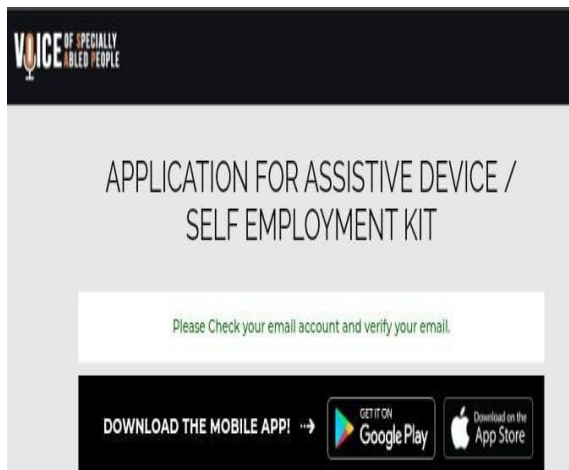 VOICE OF SPECIALLY
ABLED PEOPLE
APPLICATION FOR ASSISTIVE DEVICE /
SELF EMPLOYMENT KIT
Please Check your email account and verify your email.
DOWNLOAD THE MOBILE APP! ⇢ GET IT ON Google Play Download on the App Store